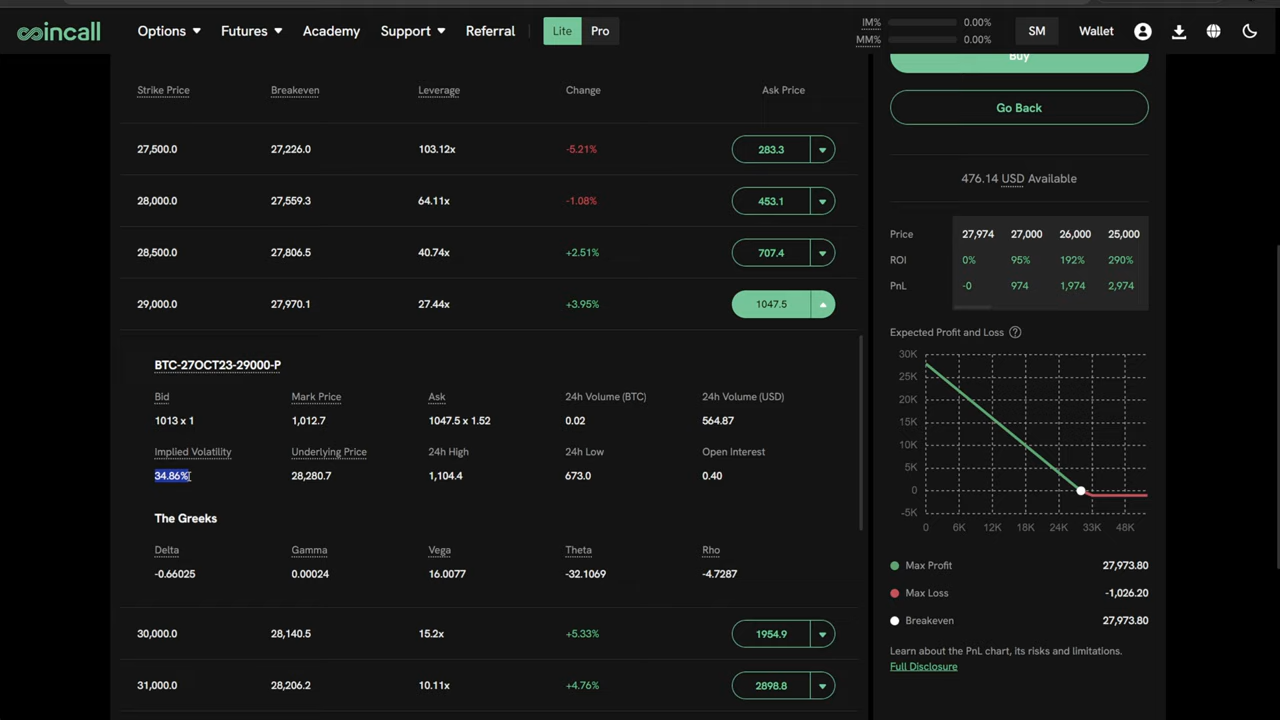 coincall Options Futures Academy Support Referral Lite Pro IM% 0.00% MM% 0.00% SM Wallet
Strike Price Breakeven Leverage Change Ask Price
27,500.0 27,226.0 103.12x -5.21% 283.3
28,000.0 27,559.3 64.11x -1.08% 453.1
28,500.0 27,806.5 40.74x +2.51% 707.4
29,000.0 27,970.1 27.44x +3.95% 1047.5
BTC-27OCT23-29000-P
Bid Mark Price Ask 24h Volume (BTC) 24h Volume (USD)
1013 x 1 1,012.7 1047.5 x 1.52 0.02 564.87
Implied Volatility Underlying Price 24h High 24h Low Open Interest
34.86% 28,280.7 1,104.4 673.0 0.40
The Greeks
Delta Gamma Vega Theta Rho
-0.66025 0.00024 16.0077 -32.1069 -4.7287
30,000.0 28,140.5 15.2x +5.33% 1954.9
31,000.0 28,206.2 10.11x +4.76% 2898.8
Buy
Go Back
476.14 USD Available
Price 27,974 27,000 26,000 25,000
ROI 0% 95% 192% 290%
PnL -0 974 1,974 2,974
Expected Profit and Loss ?
30K
25K
20K
15K
10K
5K
0
-5K
0 6K 12K 18K 24K 33K 48K
Max Profit 27,973.80
Max Loss -1,026.20
Breakeven 27,973.80
Learn about the PnL chart, its risks and limitations.
Full Disclosure